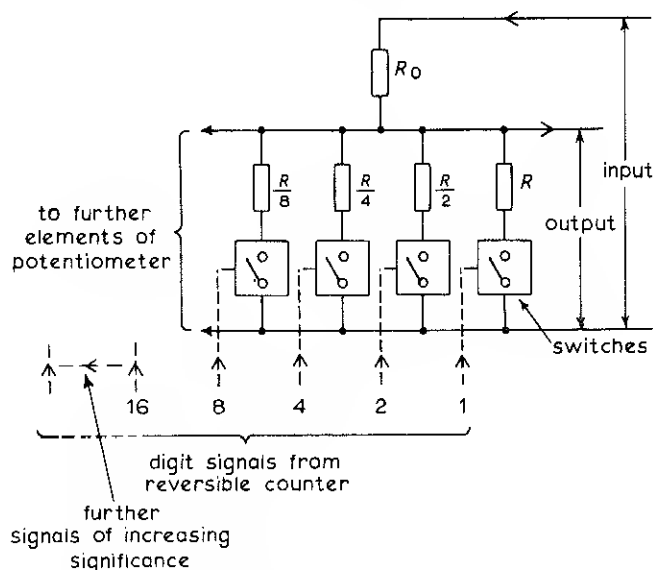 R0
R/8
R/4
R/2
R
input
output
to further
elements of
potentiometer
switches
16 8 4 2 1
digit signals from
reversible counter
further
signals of increasing
significance